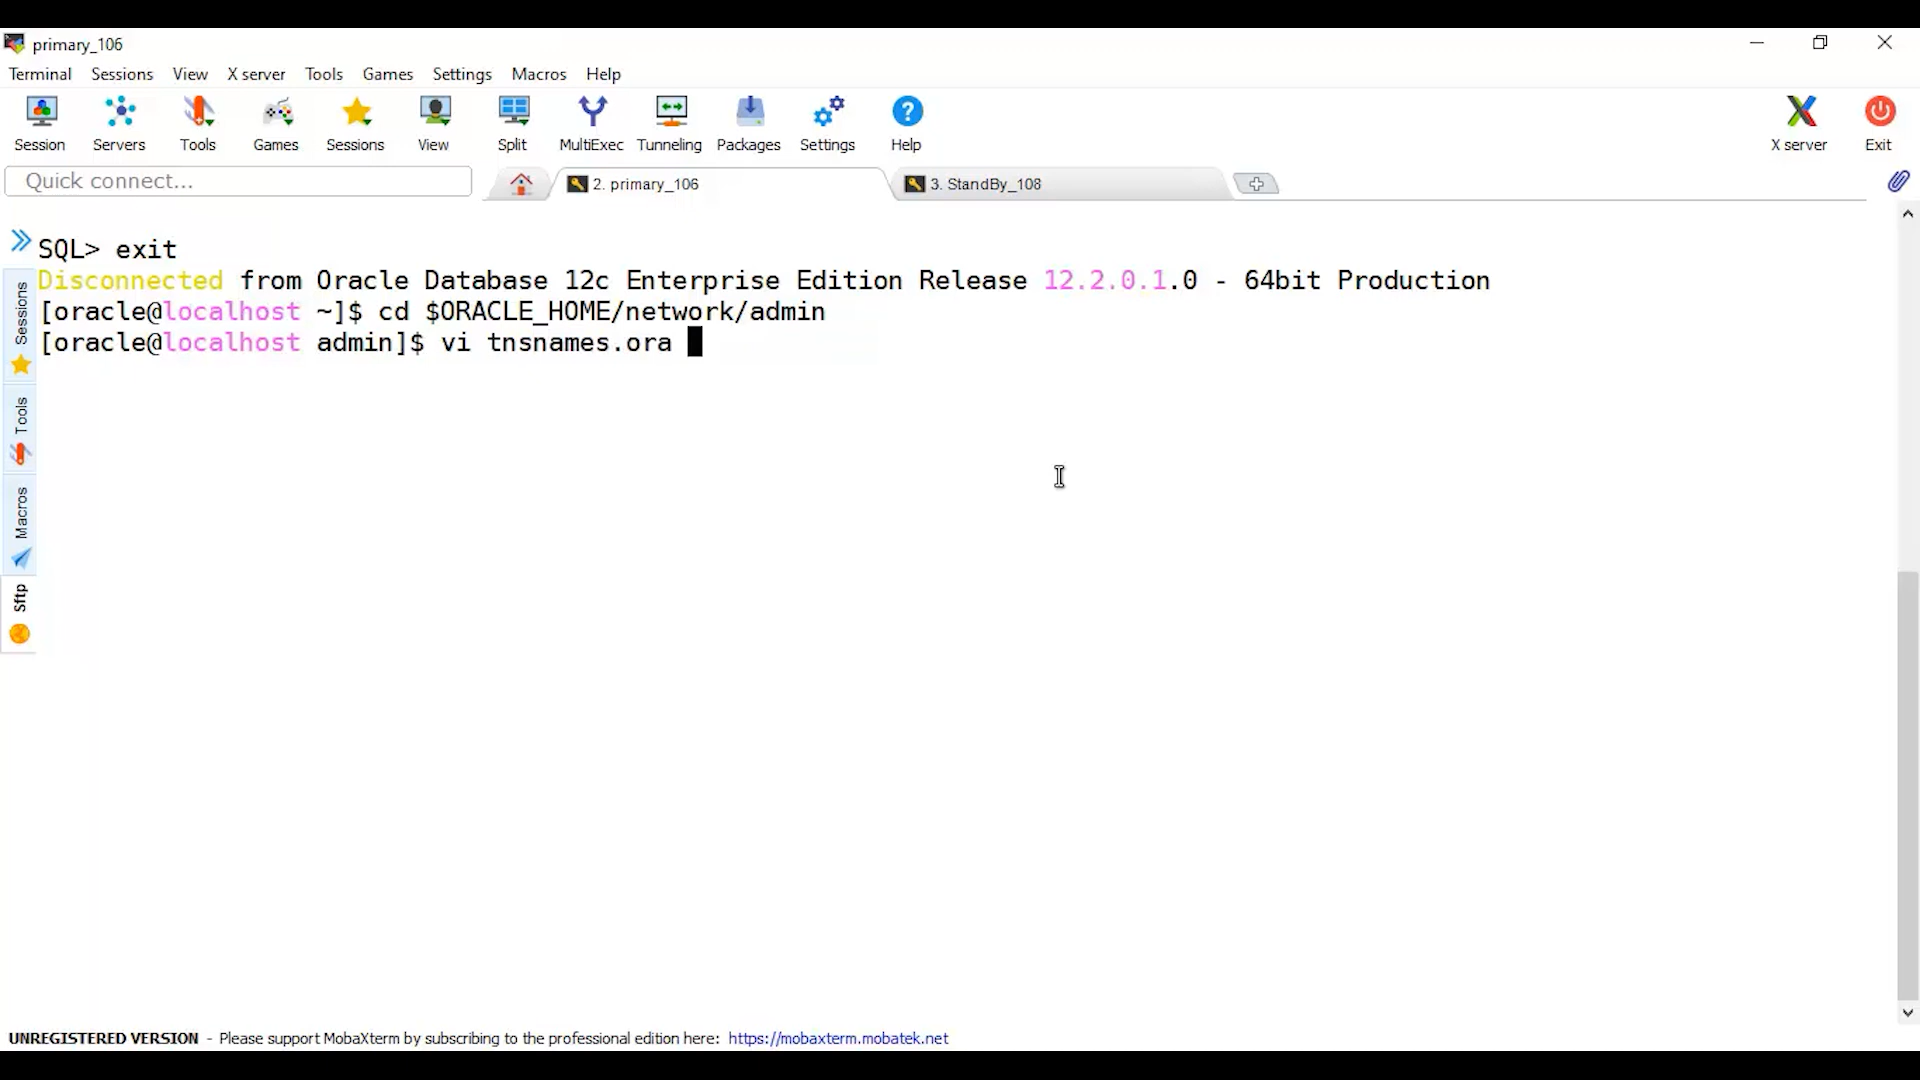 primary_106
Terminal Sessions View X server Tools Games Settings Macros Help
Session Servers Tools Games Sessions View Split MultiExec Tunneling Packages Settings Help X server Exit
Quick connect... 2. primary_106 3. StandBy_108
SQL> exit
Disconnected from Oracle Database 12c Enterprise Edition Release 12.2.0.1.0 - 64bit Production
[oracle@localhost ~]$ cd $ORACLE_HOME/network/admin
[oracle@localhost admin]$ vi tnsnames.ora
Sessions
Tools
Macros
Sftp
UNREGISTERED VERSION - Please support MobaXterm by subscribing to the professional edition here: https://mobaxterm.mobatek.net